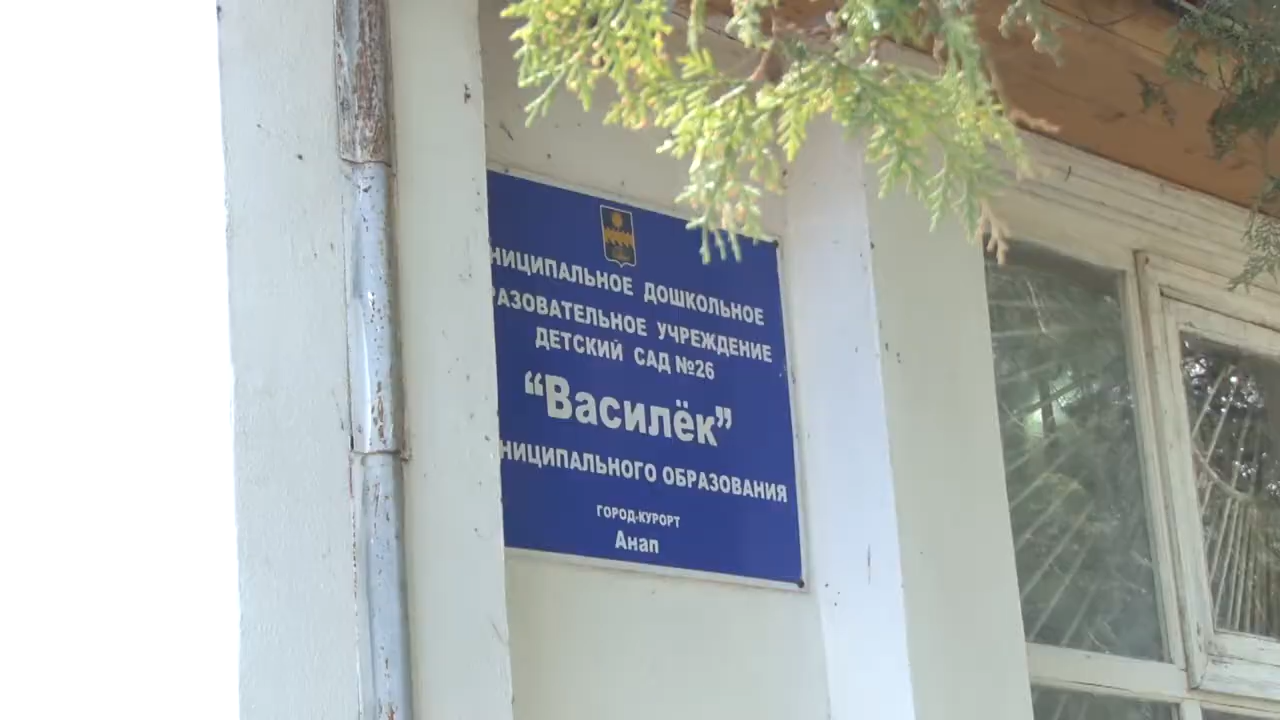 НИЦИПАЛЬНОЕ ДОШКОЛЬНОЕ
РАЗОВАТЕЛЬНОЕ УЧРЕЖДЕНИЕ
ДЕТСКИЙ САД №26
“Василёк”
НИЦИПАЛЬНОГО ОБРАЗОВАНИЯ
ГОРОД-КУРОРТ
Анап